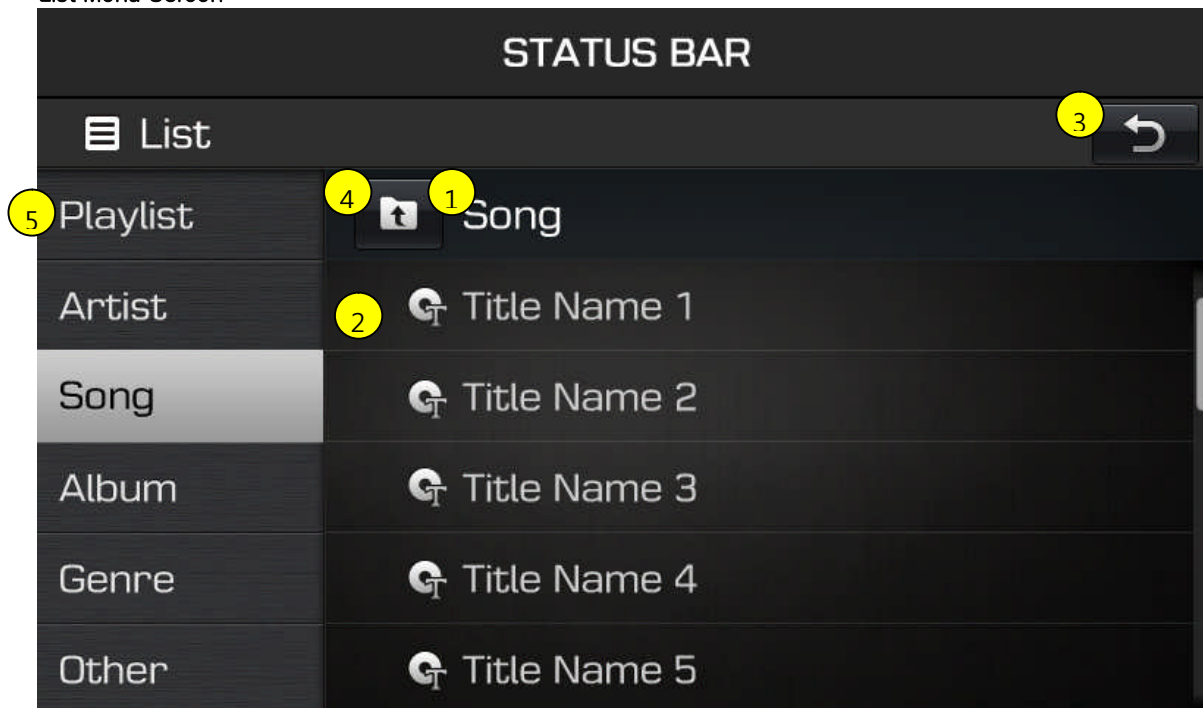 List Menu Screen
STATUS BAR
List
3
5 Playlist
4 1 Song
Artist
2 Title Name 1
Song
Title Name 2
Album
Title Name 3
Genre
Title Name 4
Other
Title Name 5